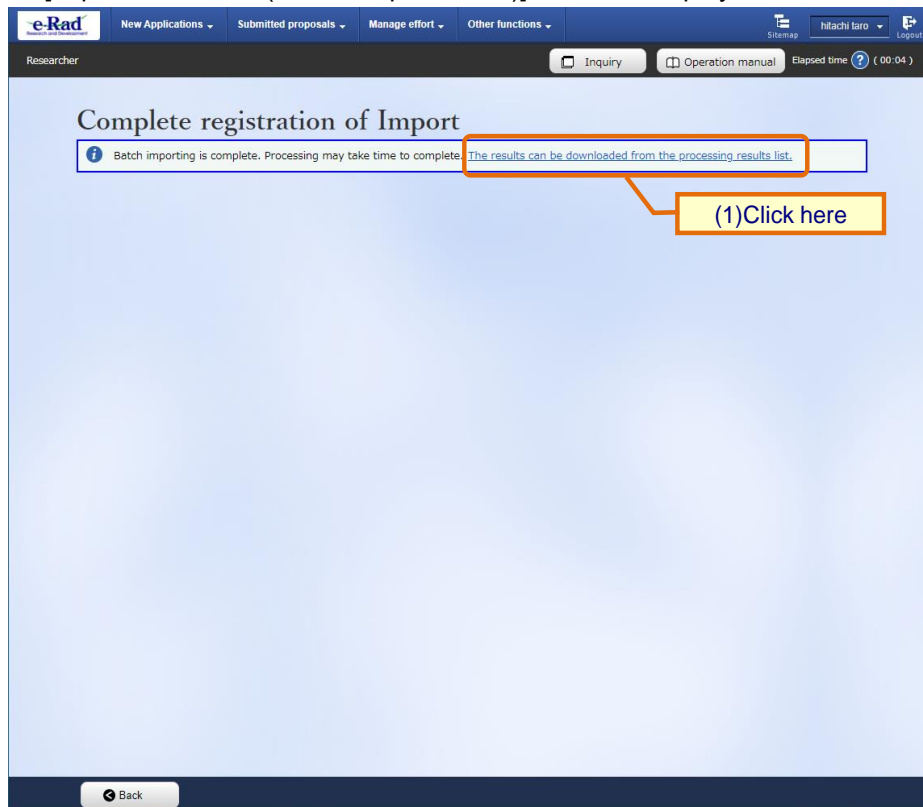 e-Rad
Research and Development
New Applications
Submitted proposals
Manage effort
Other functions
Sitemap
hitachi taro
Logout
Researcher
Inquiry
Operation manual
Elapsed time ? ( 00:04 )
Complete registration of Import
Batch importing is complete. Processing may take time to complete. The results can be downloaded from the processing results list.
(1)Click here
Back